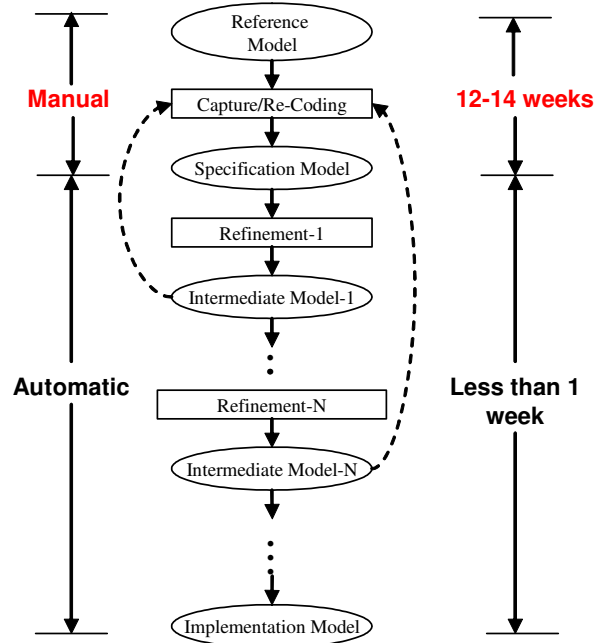 Reference
Model
Manual
Capture/Re-Coding
12-14 weeks
Specification Model
Refinement-1
Intermediate Model-1
Automatic
Refinement-N
Less than 1
week
Intermediate Model-N
Implementation Model